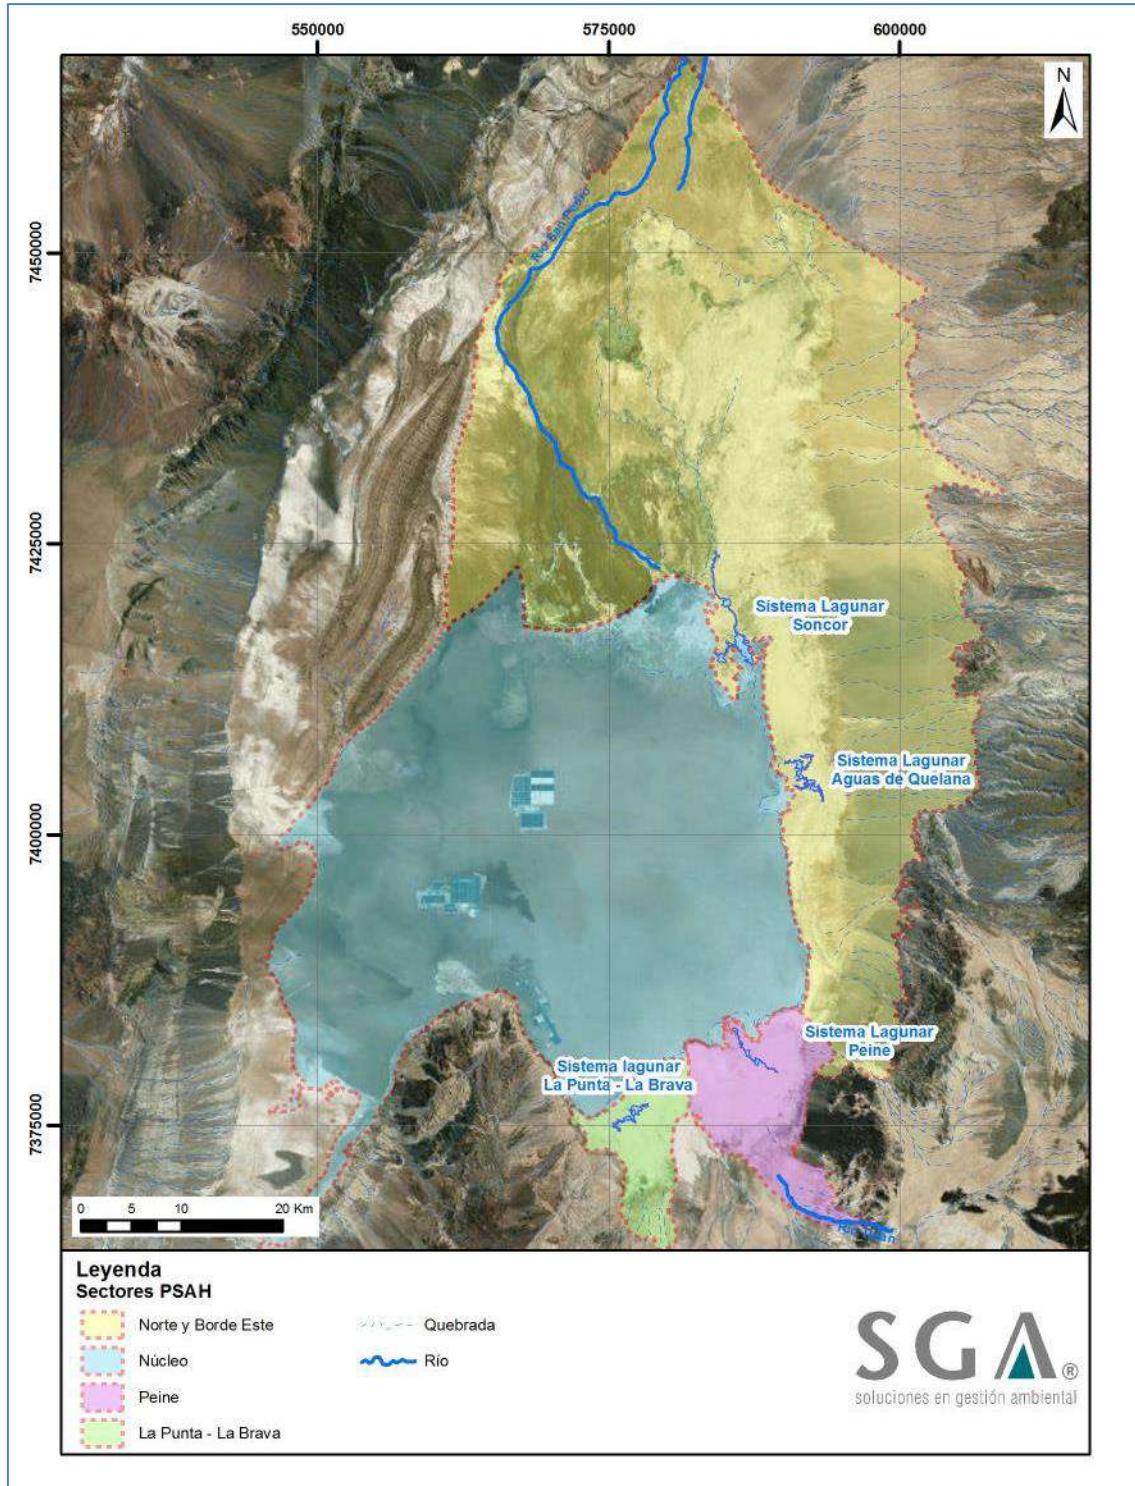 550000 575000 600000
N
7450000
Río San Pedro
7425000
Sistema Lagunar
Soncor
Sistema Lagunar
Aguas de Quelana
7400000
Sistema Lagunar
Peine
Sistema lagunar
La Punta - La Brava
7375000
0 5 10 20 Km
Leyenda
Sectores PSAH
Norte y Borde Este
Quebrada
Núcleo
Río
Peine
La Punta - La Brava
SGA®
soluciones en gestión ambiental